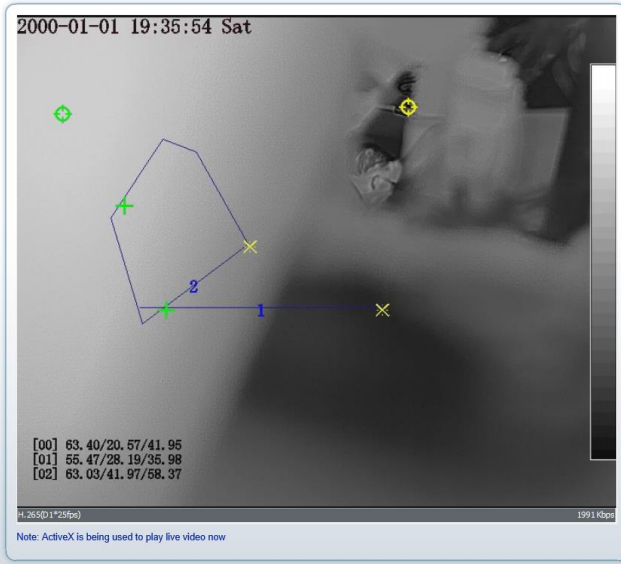 2000-01-01 19:35:54 Sat
2
1
[00] 63.40/20.57/41.95
[01] 55.47/28.19/35.98
[02] 63.03/41.97/58.37
H.265(D1*25fps) 1991 Kbps
Note: ActiveX is being used to play live video now